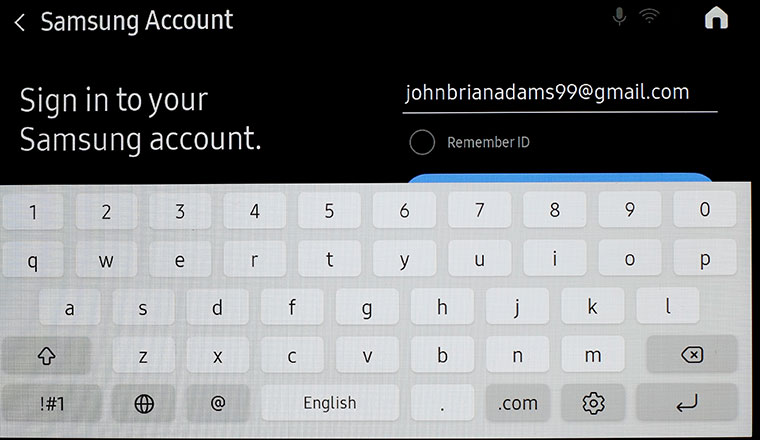 Samsung Account
Sign in to your
Samsung account.
johnbrianadams99@gmail.com
Remember ID
1 2 3 4 5 6 7 8 9 0
q w e r t y u i o p
a s d f g h j k l
z x c v b n m
!#1 @ English . .com